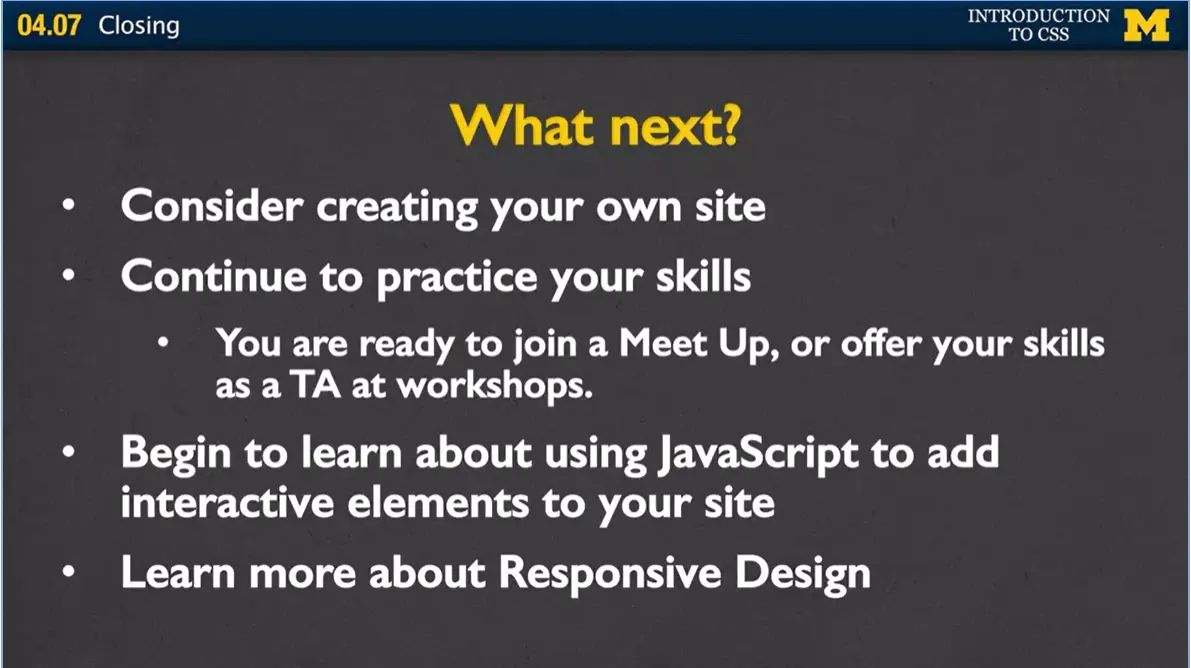 04.07 Closing
INTRODUCTION
TO CSS
M
What next?
• Consider creating your own site
• Continue to practice your skills
• You are ready to join a Meet Up, or offer your skills
as a TA at workshops.
• Begin to learn about using JavaScript to add
interactive elements to your site
• Learn more about Responsive Design